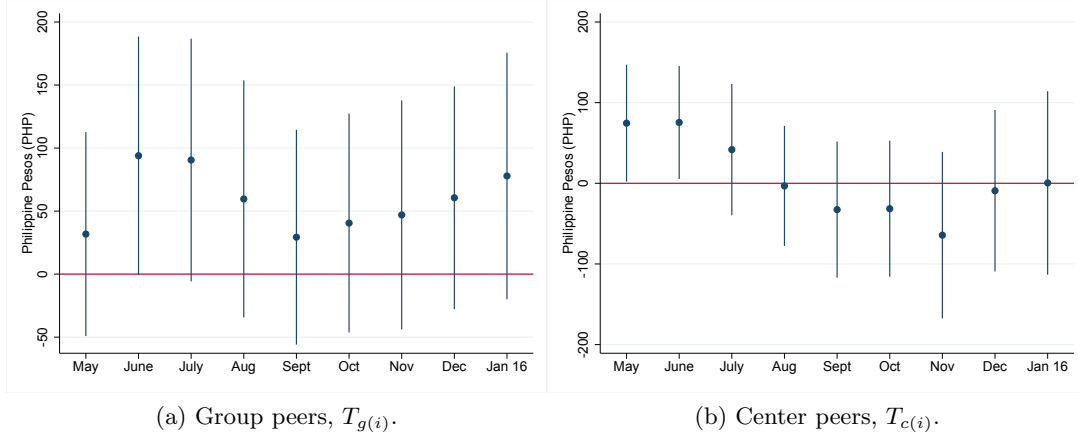 Philippine Pesos (PHP)
200
150
100
50
0
-50
May June July Aug Sept Oct Nov Dec Jan 16
(a) Group peers, T_{g(i)}.
Philippine Pesos (PHP)
200
100
0
-100
-200
May June July Aug Sept Oct Nov Dec Jan 16
(b) Center peers, T_{c(i)}.